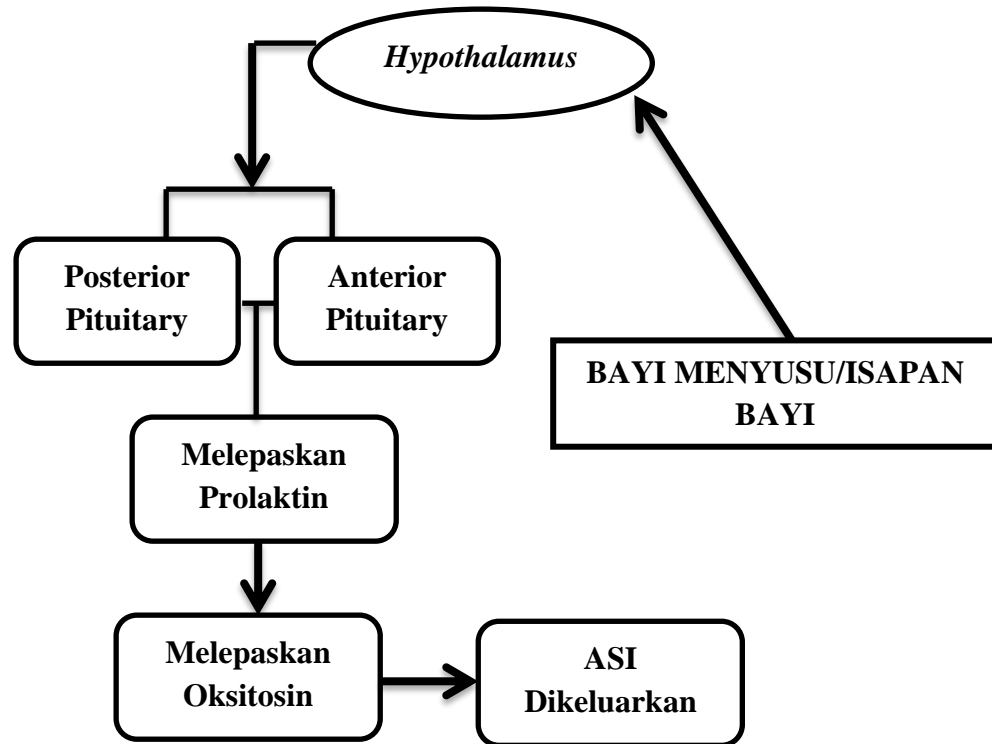 Hypothalamus
Posterior
Pituitary
Anterior
Pituitary
BAYI MENYUSU/ISAPAN
BAYI
Melepaskan
Prolaktin
Melepaskan
Oksitosin
ASI
Dikeluarkan